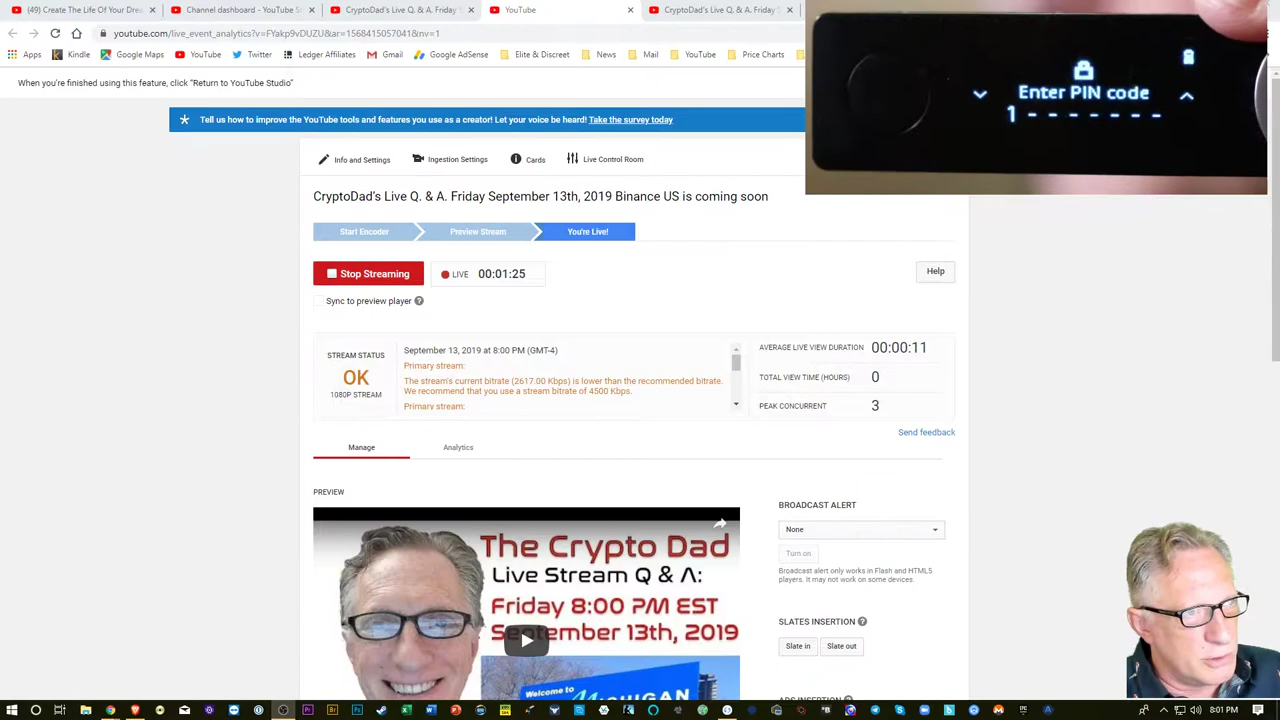 (49) Create The Life Of Your Drea
Channel dashboard - YouTube St
CryptoDad's Live Q. & A. Friday S
YouTube
CryptoDad's Live Q. & A. Friday S
youtube.com/live_event_analytics?v=FYakp9vDUZU&ar=1568415057041&nv=1
Apps
Kindle
Google Authenticat
YouTube
Twitter
Ledger Affiliates
Gmail
Google AdSense
Elite & Discreet
News
Mail
YouTube
Price Charts
Enter PIN code
1 - - - - - - -
When you're finished using this feature, click "Return to YouTube Studio"
Tell us how to improve the YouTube tools and features you use as a creator! Let your voice be heard! Take the survey today
Info and Settings
Ingestion Settings
Cards
Live Control Room
CryptoDad's Live Q. & A. Friday September 13th, 2019 Binance US is coming soon
Start Encoder
Preview Stream
You're Live!
Stop Streaming
LIVE 00:01:25
Help
Sync to preview player
STREAM STATUS
OK
1080P STREAM
September 13, 2019 at 8:00 PM (GMT-4)
Primary stream:
The stream's current bitrate (2617.00 Kbps) is lower than the recommended bitrate.
We recommend that you use a stream bitrate of 4500 Kbps.
Primary stream:
AVERAGE LIVE VIEW DURATION 00:00:11
TOTAL VIEW TIME (HOURS) 0
PEAK CONCURRENT 3
Send feedback
Manage
Analytics
PREVIEW
The Crypto Dad
Live Stream Q & A:
Friday 8:00 PM EST
September 13th, 2019
Welcome to
MICHIGAN
BROADCAST ALERT
None
Turn on
Broadcast alert only works in Flash and HTML5
players. It may not work on some devices.
SLATES INSERTION
Slate in
Slate out
ADS INSERTION
8:01 PM